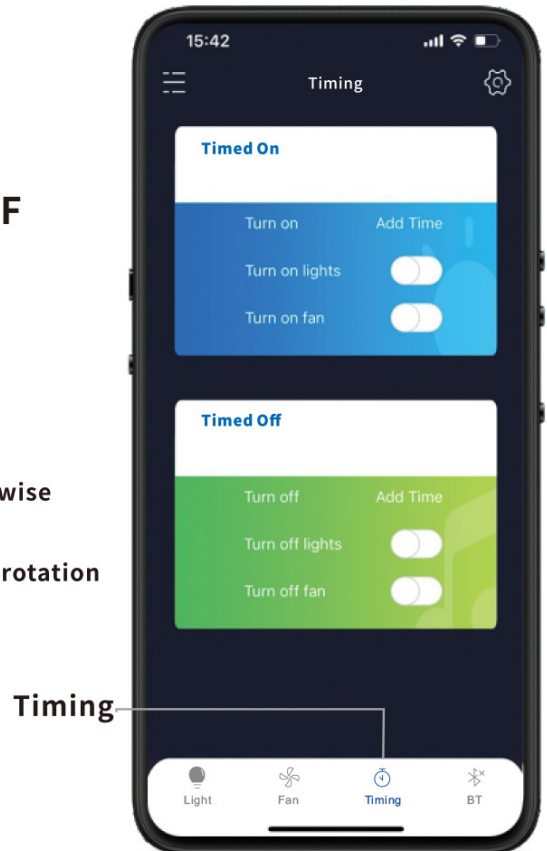 15:42
Timing
Timed On
F
Turn on Add Time
Turn on lights
Turn on fan
Timed Off
wise
Turn off Add Time
Turn off lights
rotation
Turn off fan
Timing
Light Fan Timing BT